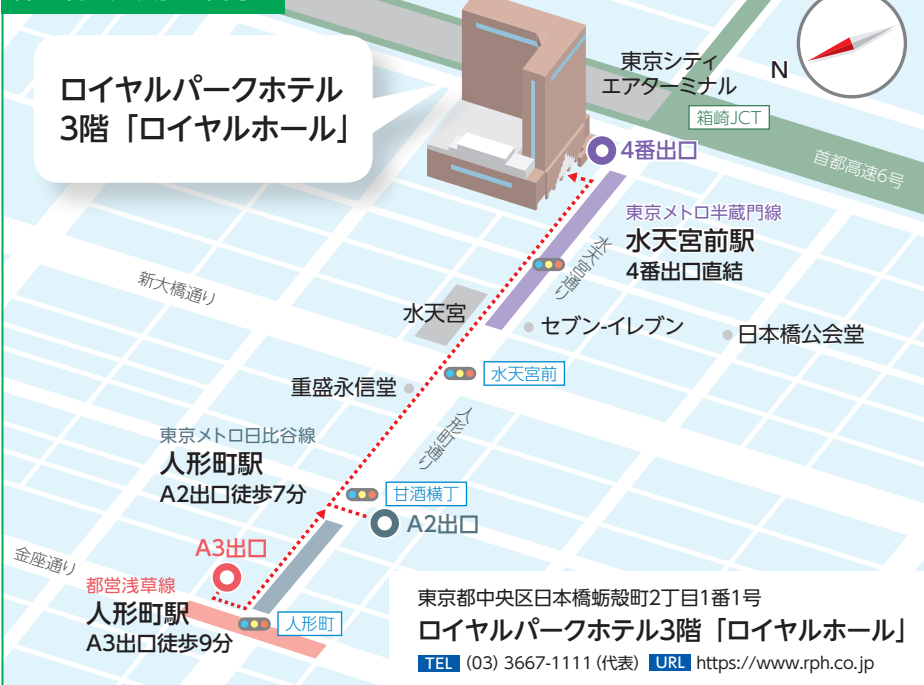 ロイヤルパークホテル
3階「ロイヤルホール」
東京シティ
エアターミナル
N
箱崎JCT
首都高速6号
4番出口
東京メトロ半蔵門線
水天宮前駅
4番出口直結
水天宮通り
新大橋通り
水天宮
セブン-イレブン
日本橋公会堂
水天宮前
重盛永信堂
人形町通り
東京メトロ日比谷線
人形町駅
A2出口徒歩7分
甘酒横丁
A2出口
金座通り
A3出口
都営浅草線
人形町駅
A3出口徒歩9分
人形町
東京都中央区日本橋蛎殻町2丁目1番1号
ロイヤルパークホテル3階「ロイヤルホール」
TEL (03) 3667-1111 (代表) URL https://www.rph.co.jp